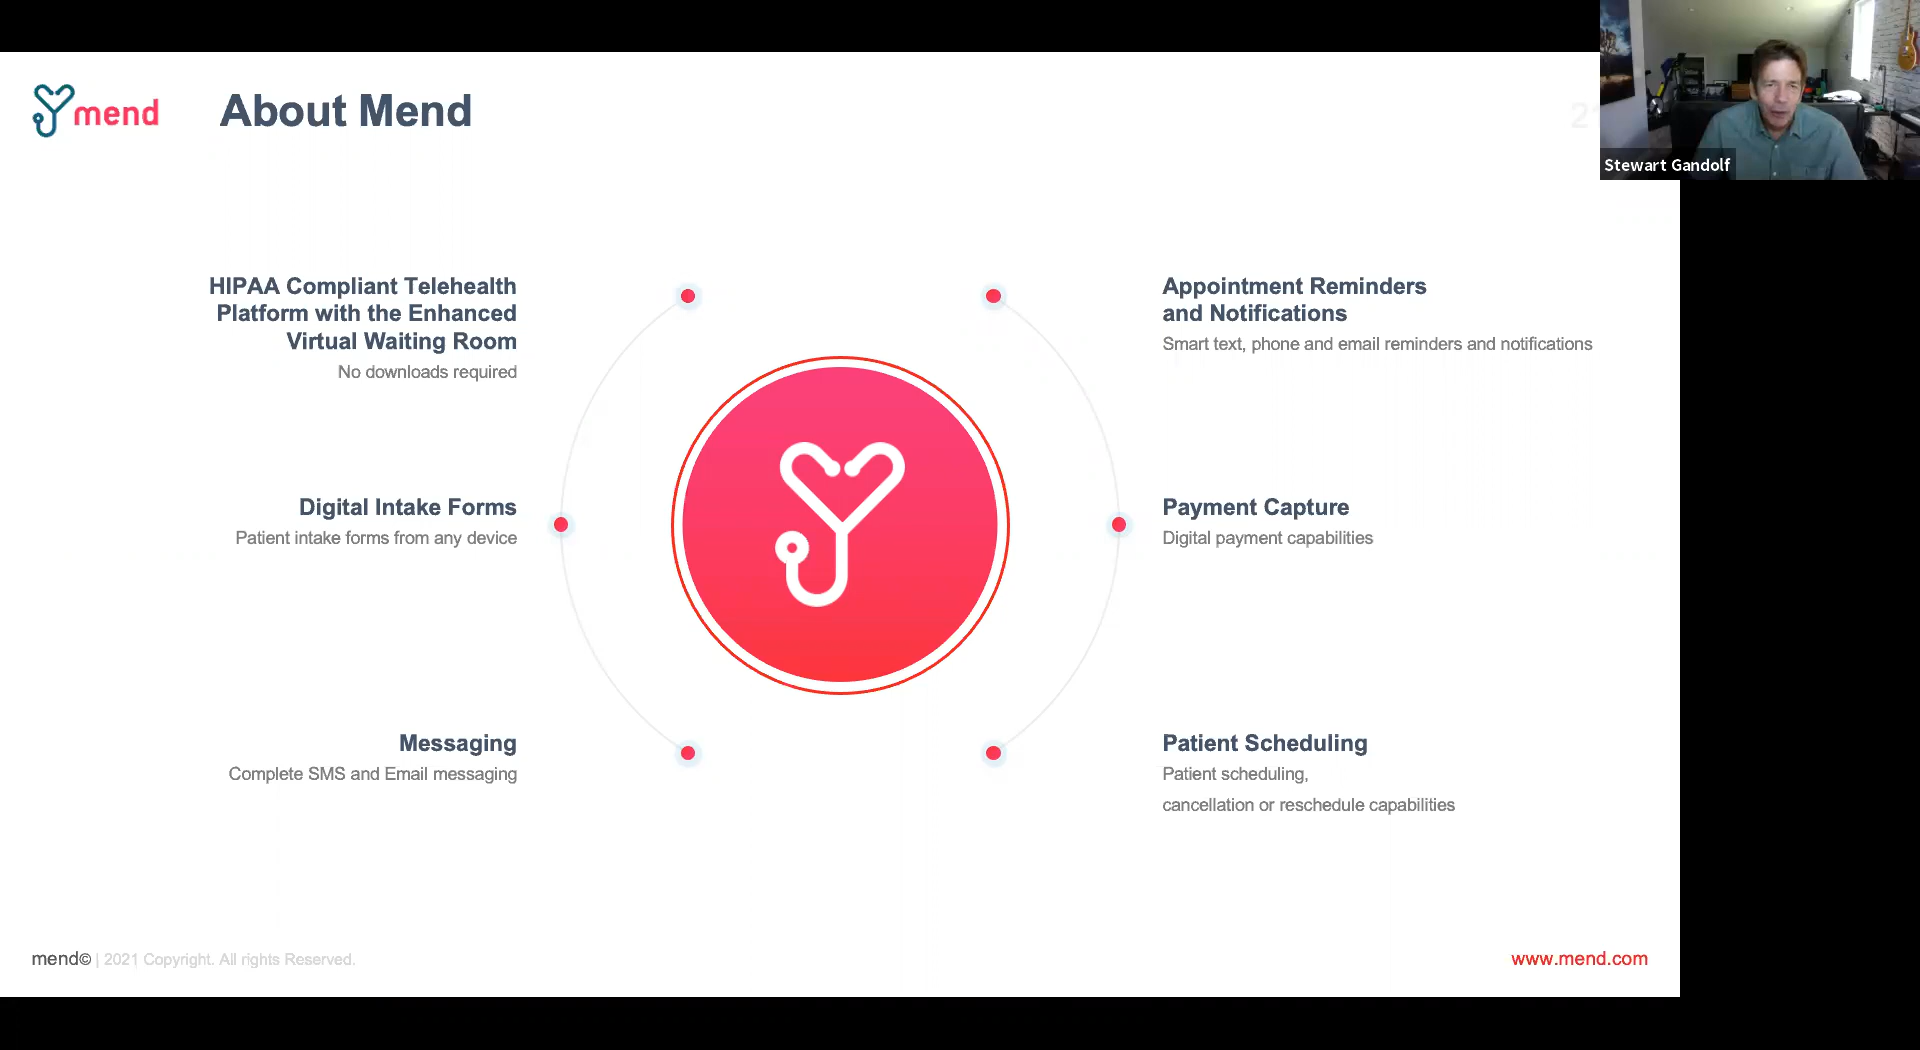 mend
About Mend
2
Stewart Gandolf
HIPAA Compliant Telehealth
Platform with the Enhanced
Virtual Waiting Room
No downloads required
Digital Intake Forms
Patient intake forms from any device
Messaging
Complete SMS and Email messaging
Appointment Reminders
and Notifications
Smart text, phone and email reminders and notifications
Payment Capture
Digital payment capabilities
Patient Scheduling
Patient scheduling,
cancellation or reschedule capabilities
mend© | 2021 Copyright. All rights Reserved.
www.mend.com